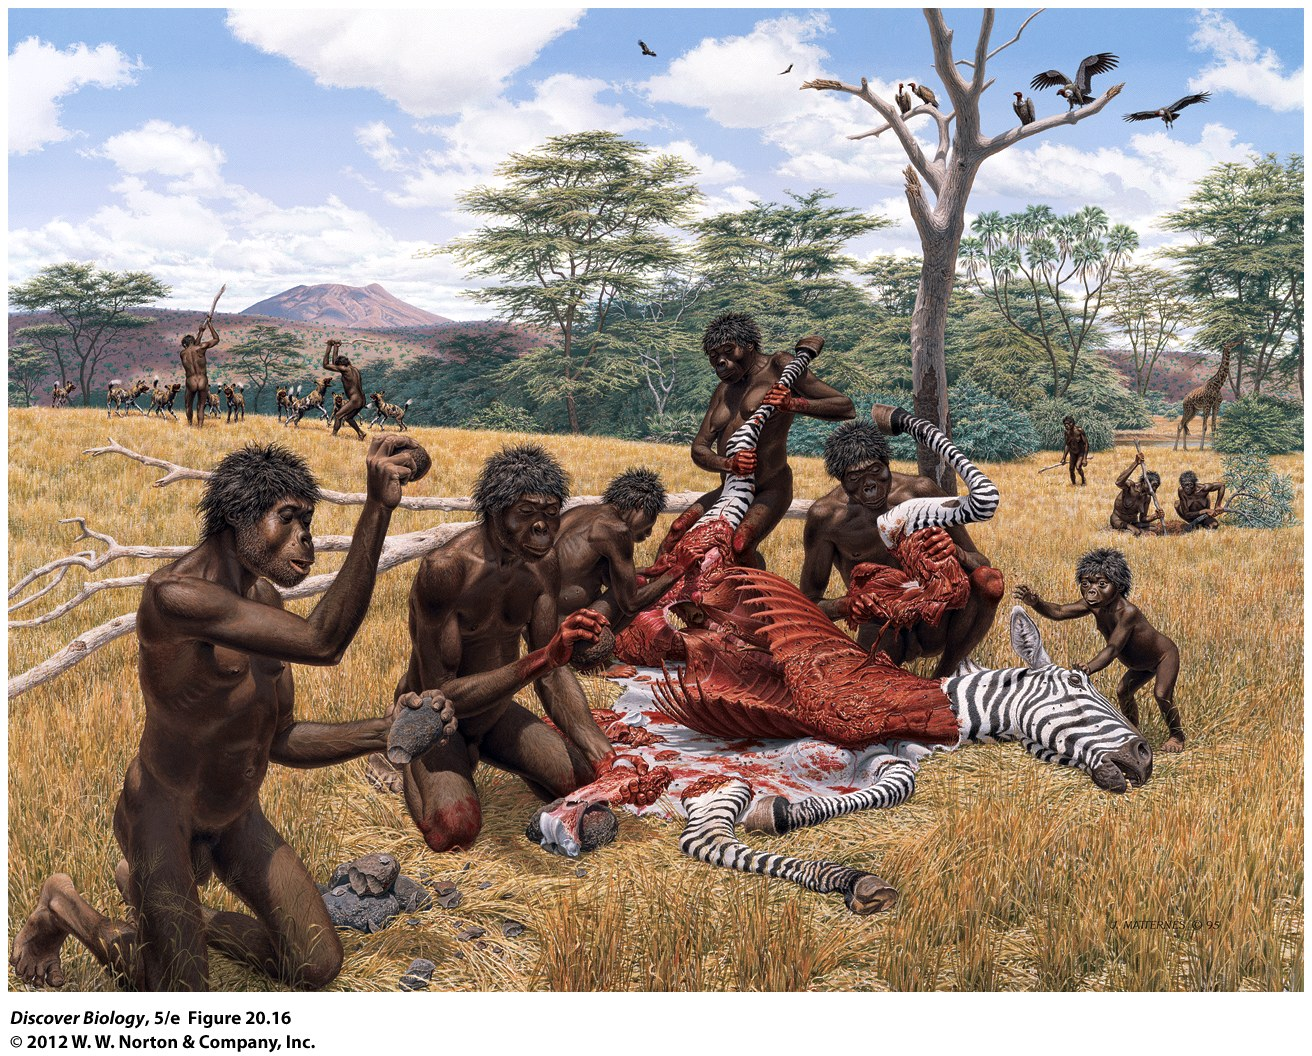 J. MATTERNES © 95
Discover Biology, 5/e Figure 20.16
© 2012 W. W. Norton & Company, Inc.